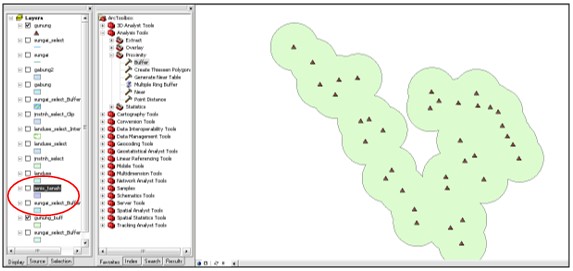 Layers
gunung
sungai_select
sungai
gabung2
gabung
sungai_select_Buffer
instrin_select_Clip
landuse_select_Inter
landuse_select
instrin_select
landuse
jenis_tanah
sungai_select_Buffer
gunung_buff
sungai_select_Buffer
Display Source Selection
ArcToolbox
3D Analyst Tools
Analysis Tools
Extract
Overlay
Proximity
Buffer
Create Thiessen Polygon
Generate Near Table
Multiple Ring Buffer
Near
Point Distance
Statistics
Cartography Tools
Conversion Tools
Data Interoperability Tools
Data Management Tools
Geocoding Tools
Geostatistical Analyst Tools
Linear Referencing Tools
Mobile Tools
Multidimension Tools
Network Analyst Tools
Samples
Schematics Tools
Server Tools
Spatial Analyst Tools
Spatial Statistics Tools
Tracking Analyst Tools
Favorites Index Search Results